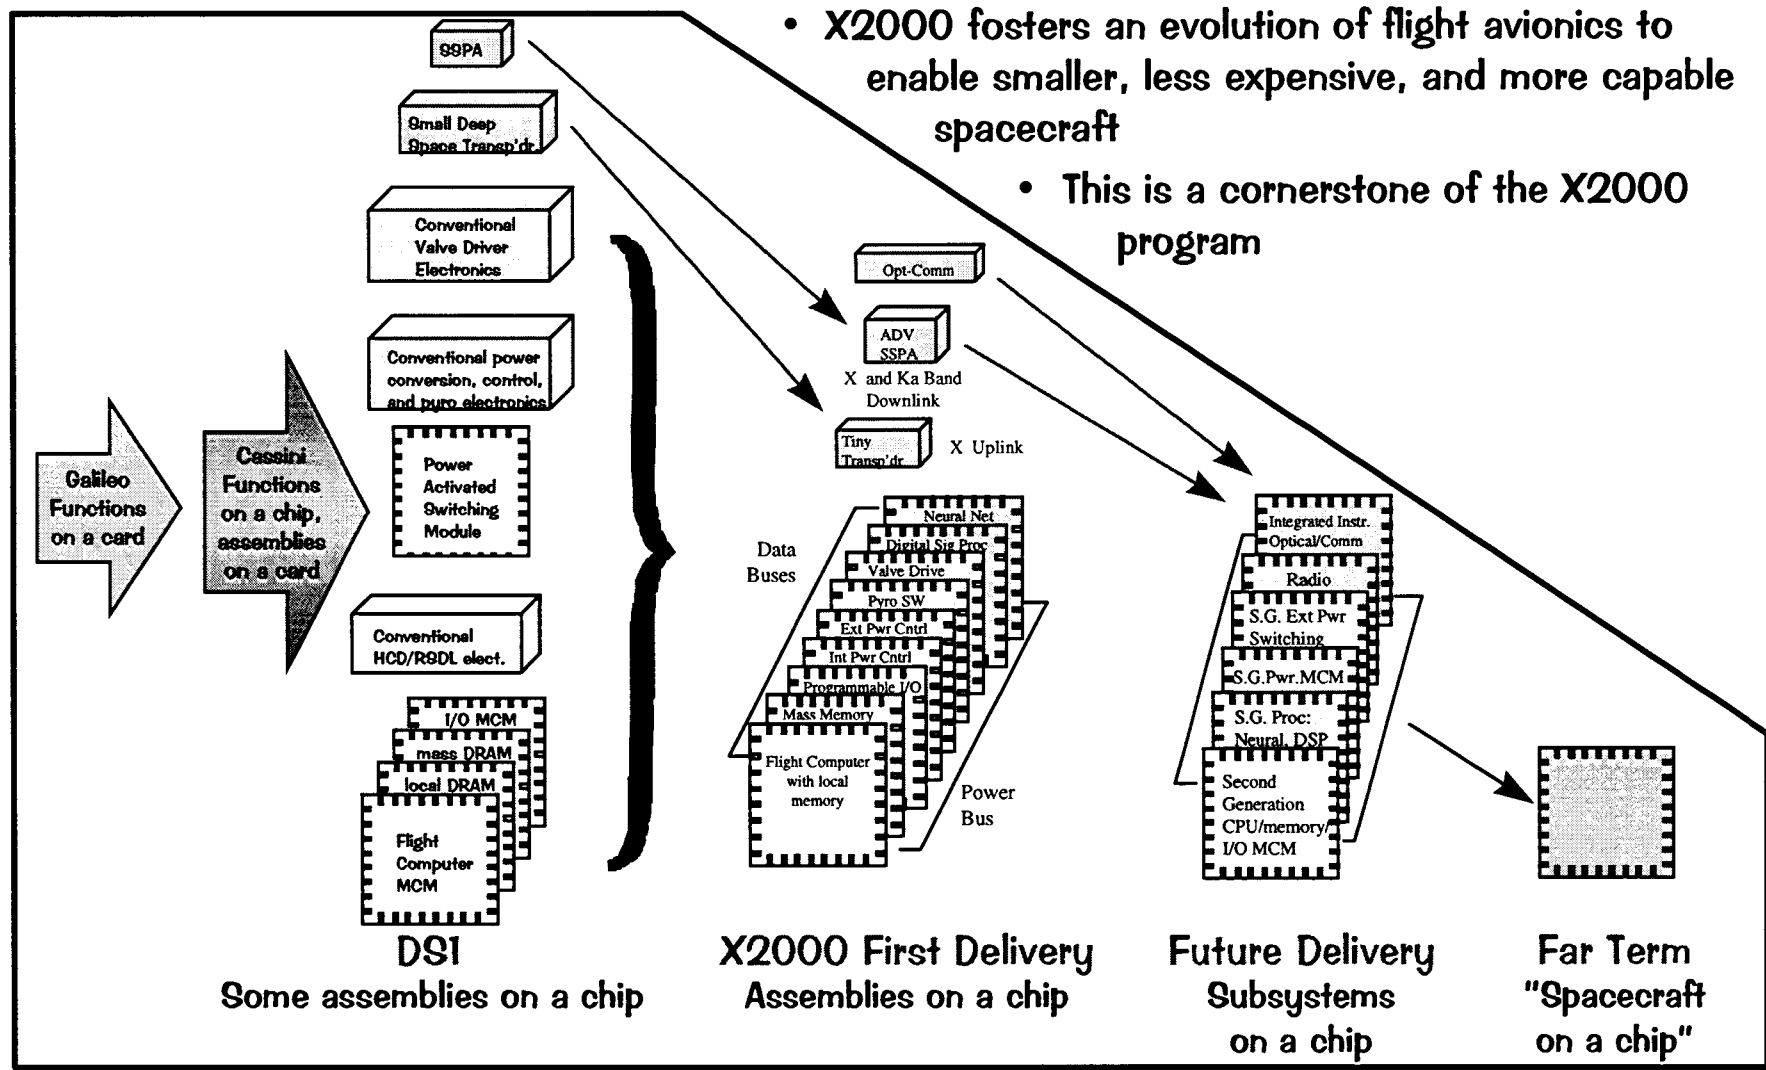 • X2000 fosters an evolution of flight avionics to
enable smaller, less expensive, and more capable
spacecraft
• This is a cornerstone of the X2000
program
Galileo
Functions
on a card
Cassini
Functions
on a chip,
assemblies
on a card
SSPA
Small Deep
Space Transp'dr.
Conventional
Valve Driver
Electronics
Conventional power
conversion, control,
and pyro electronics
Power
Activated
Switching
Module
Conventional
HCD/RSDL elect.
I/O MCM
mass DRAM
local DRAM
Flight
Computer
MCM
DS1
Some assemblies on a chip
Opt-Comm
ADV
SSPA
X and Ka Band
Downlink
Tiny
Transp'dr
X Uplink
Data
Buses
Neural Net
Digital Sig Proc
Valve Drive
Pyro SW
Ext Pwr Cntrl
Int Pwr Cntrl
Programmable I/O
Mass Memory
Flight Computer
with local
memory
Power
Bus
X2000 First Delivery
Assemblies on a chip
Integrated Instr.
Optical/Comm
Radio
S.G. Ext Pwr
Switching
S.G.Pwr.MCM
S.G. Proc:
Neural, DSP
Second
Generation
CPU/memory/
I/O MCM
Future Delivery
Subsystems
on a chip
Far Term
"Spacecraft
on a chip"